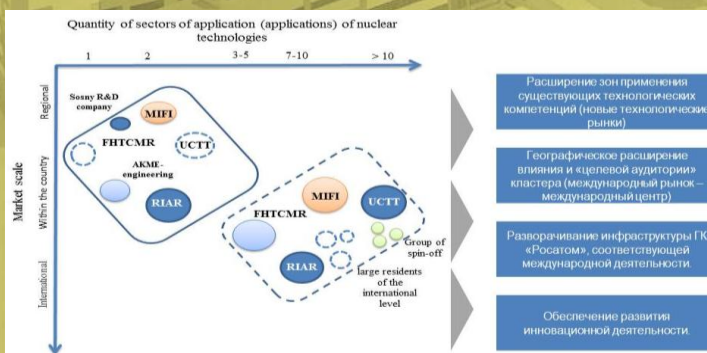 Quantity of sectors of application (applications) of nuclear
technologies
1 2 3-5 7-10 > 10
Market scale
Regional
Within the country
International
Sosny R&D
company
MIFI
FHTCMR
UCTT
AKME-
engineering
RIAR
MIFI
UCTT
FHTCMR
Group of
spin-off
RIAR
large residents
of the
international
level
Расширение зон применения
существующих технологических
компетенций (новые технологические
рынки)
Географическое расширение
влияния и «целевой аудитории»
кластера (международный рынок –
международный центр)
Разворачивание инфраструктуры ГК
«Росатом», соответствующей
международной деятельности.
Обеспечение развития
инновационной деятельности.